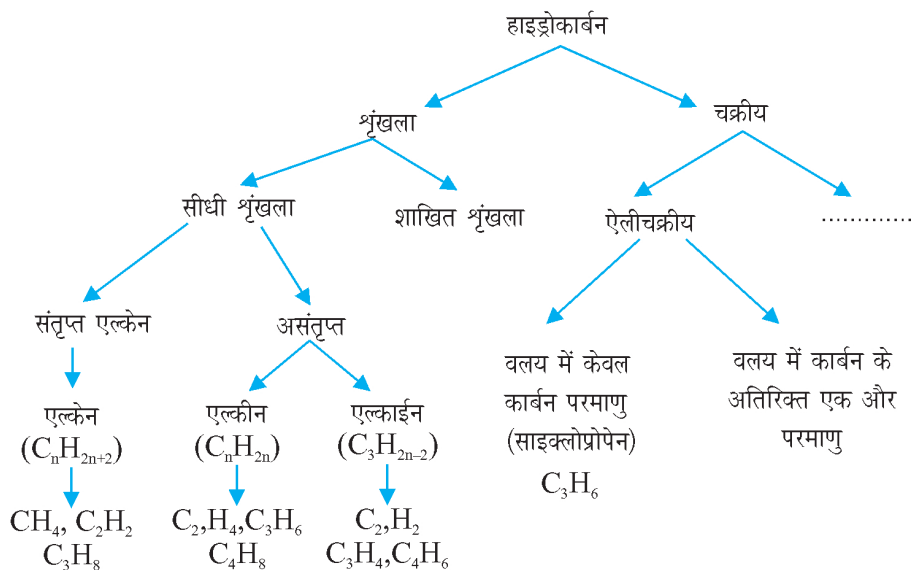 हाइड्रोकार्बन
शृंखला
चक्रीय
सीधी शृंखला
शाखित शृंखला
ऐलीचक्रीय
....................
संतृप्त एल्केन
असंतृप्त
वलय में केवल
कार्बन परमाणु
(साइक्लोप्रोपेन)
C₃H₆
वलय में कार्बन के
अतिरिक्त एक और
परमाणु
एल्केन
(CₙH₂ₙ₊₂)
एल्कीन
(CₙH₂ₙ)
एल्काईन
(C₃H₂ₙ₋₂)
CH₄, C₂H₂
C₃H₈
C₂,H₄,C₃H₆
C₄H₈
C₂,H₂
C₃H₄,C₄H₆